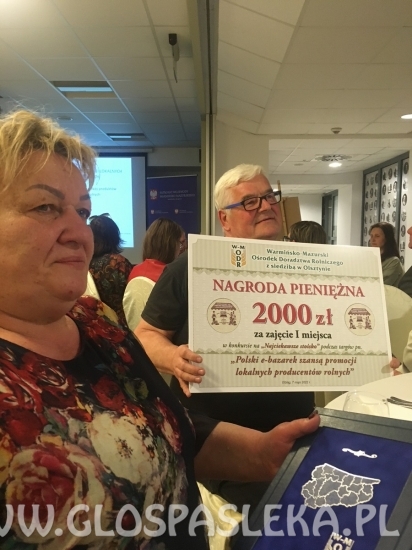 W-M
ODR
Warmińsko-Mazurski
Ośrodek Doradztwa Rolniczego
z siedzibą w Olsztynie
NAGRODA PIENIĘŻNA
2000 zł
za zajęcie I miejsca
w konkursie na „Najciekawsze stoisko" podczas targów pn.
„Polski e-bazarek szansą promocji
lokalnych producentów rolnych"
W-M
WWW.GLOSPASLEKA.PL